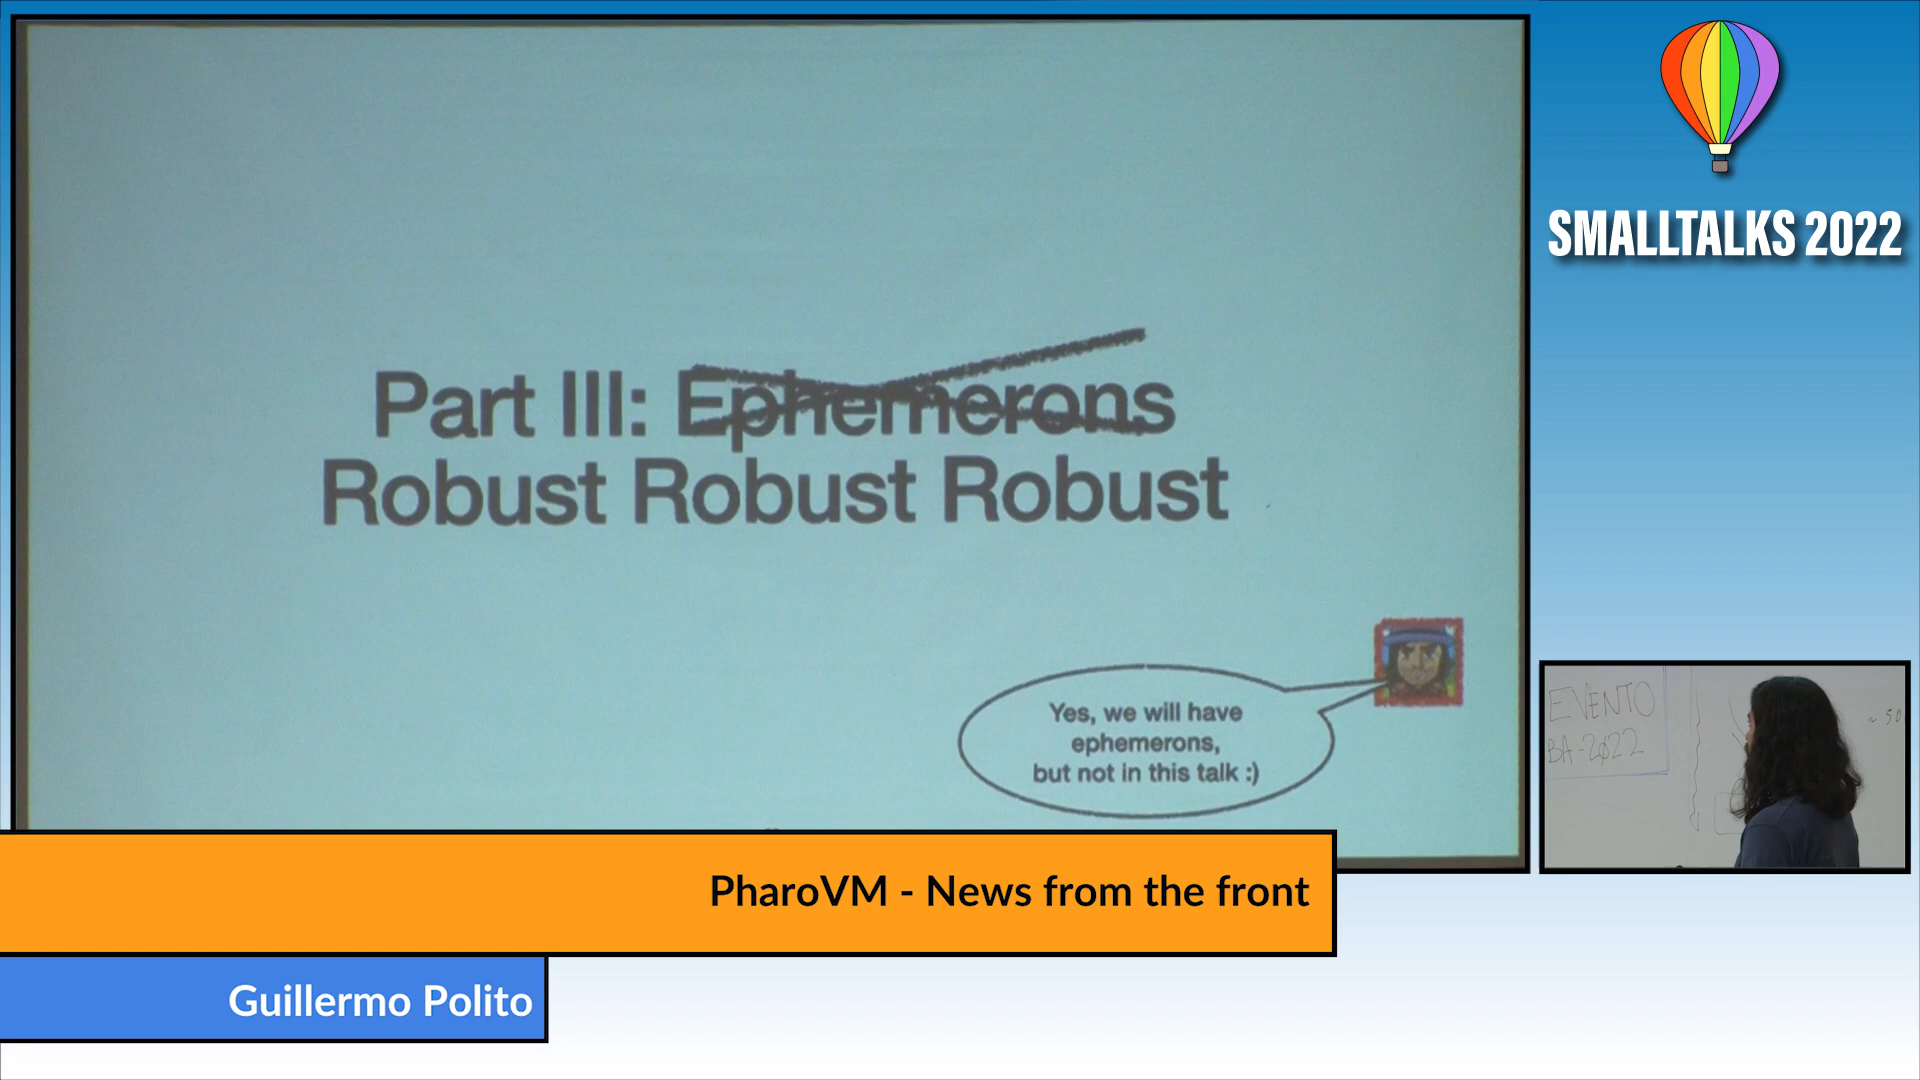 Part III: Ephemerons
Robust Robust Robust
Yes, we will have
ephemerons,
but not in this talk :)
SMALLTALKS 2022
EVENTO
BA-2022
~ 50
PharoVM - News from the front
Guillermo Polito